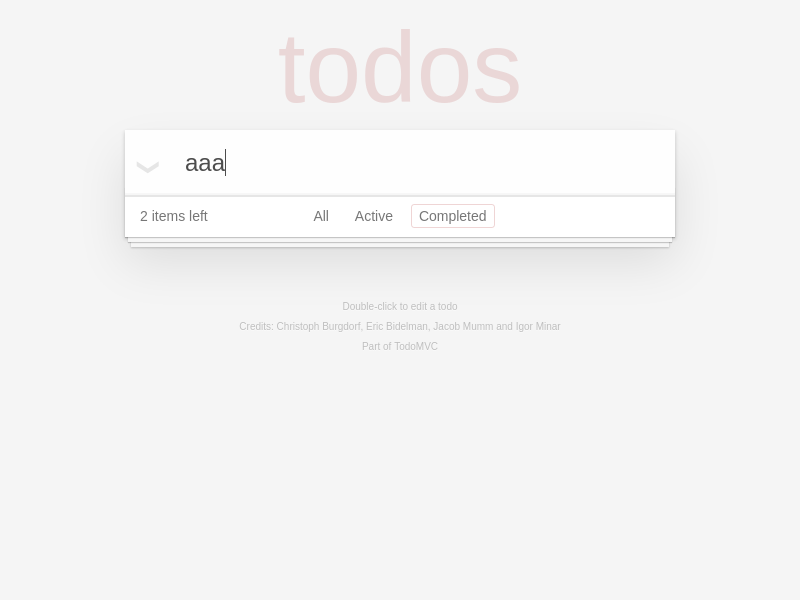 todos
aaa
2 items left All Active Completed
Double-click to edit a todo
Credits: Christoph Burgdorf, Eric Bidelman, Jacob Mumm and Igor Minar
Part of TodoMVC